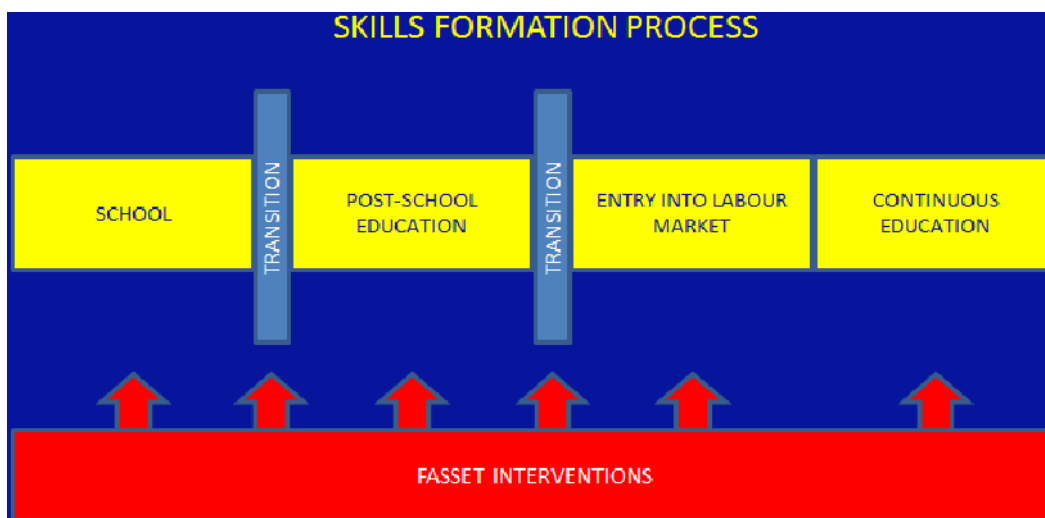 SKILLS FORMATION PROCESS
SCHOOL
TRANSITION
POST-SCHOOL
EDUCATION
TRANSITION
ENTRY INTO LABOUR
MARKET
CONTINUOUS
EDUCATION
FASSET INTERVENTIONS